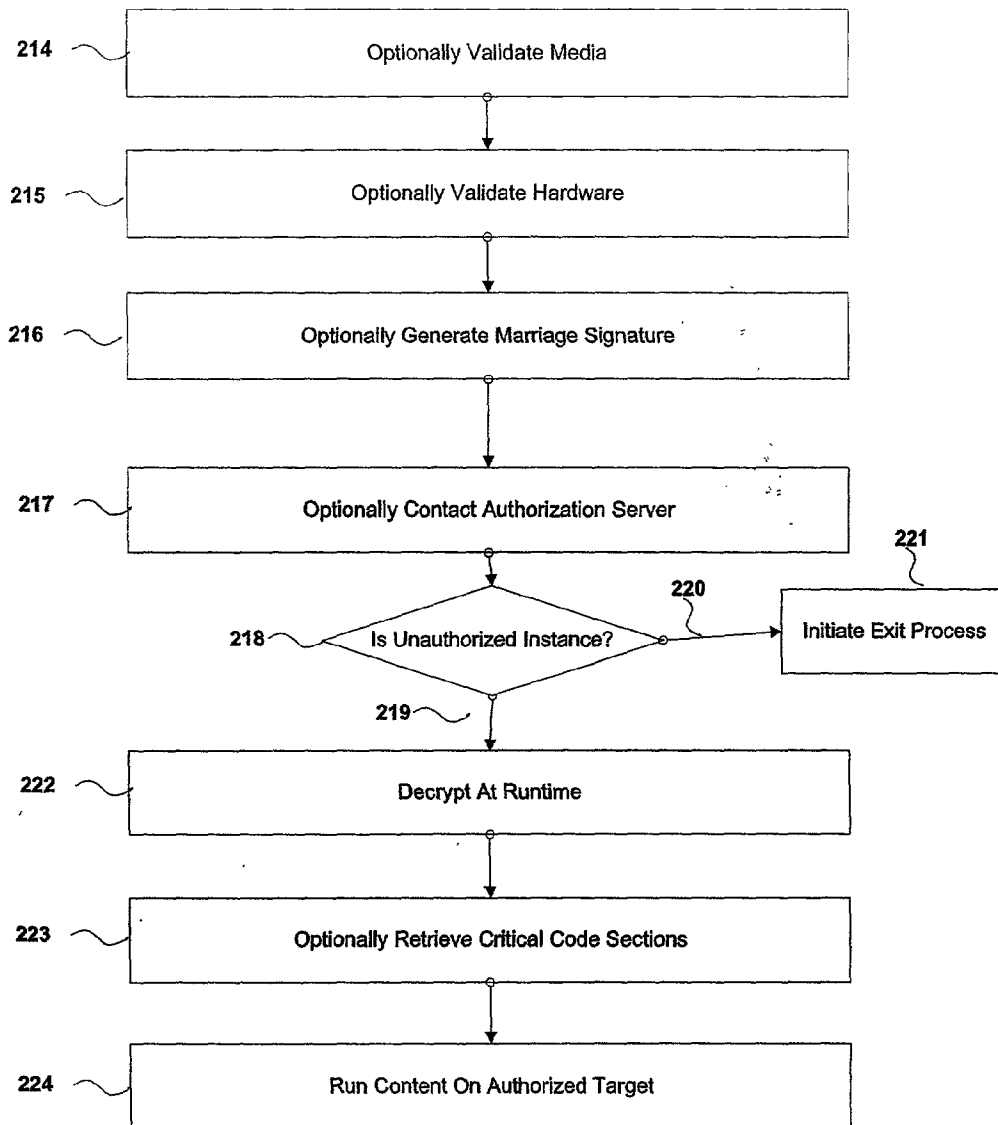 214 Optionally Validate Media
215 Optionally Validate Hardware
216 Optionally Generate Marriage Signature
217 Optionally Contact Authorization Server
221
220
218 Is Unauthorized Instance? Initiate Exit Process
219
222 Decrypt At Runtime
223 Optionally Retrieve Critical Code Sections
224 Run Content On Authorized Target